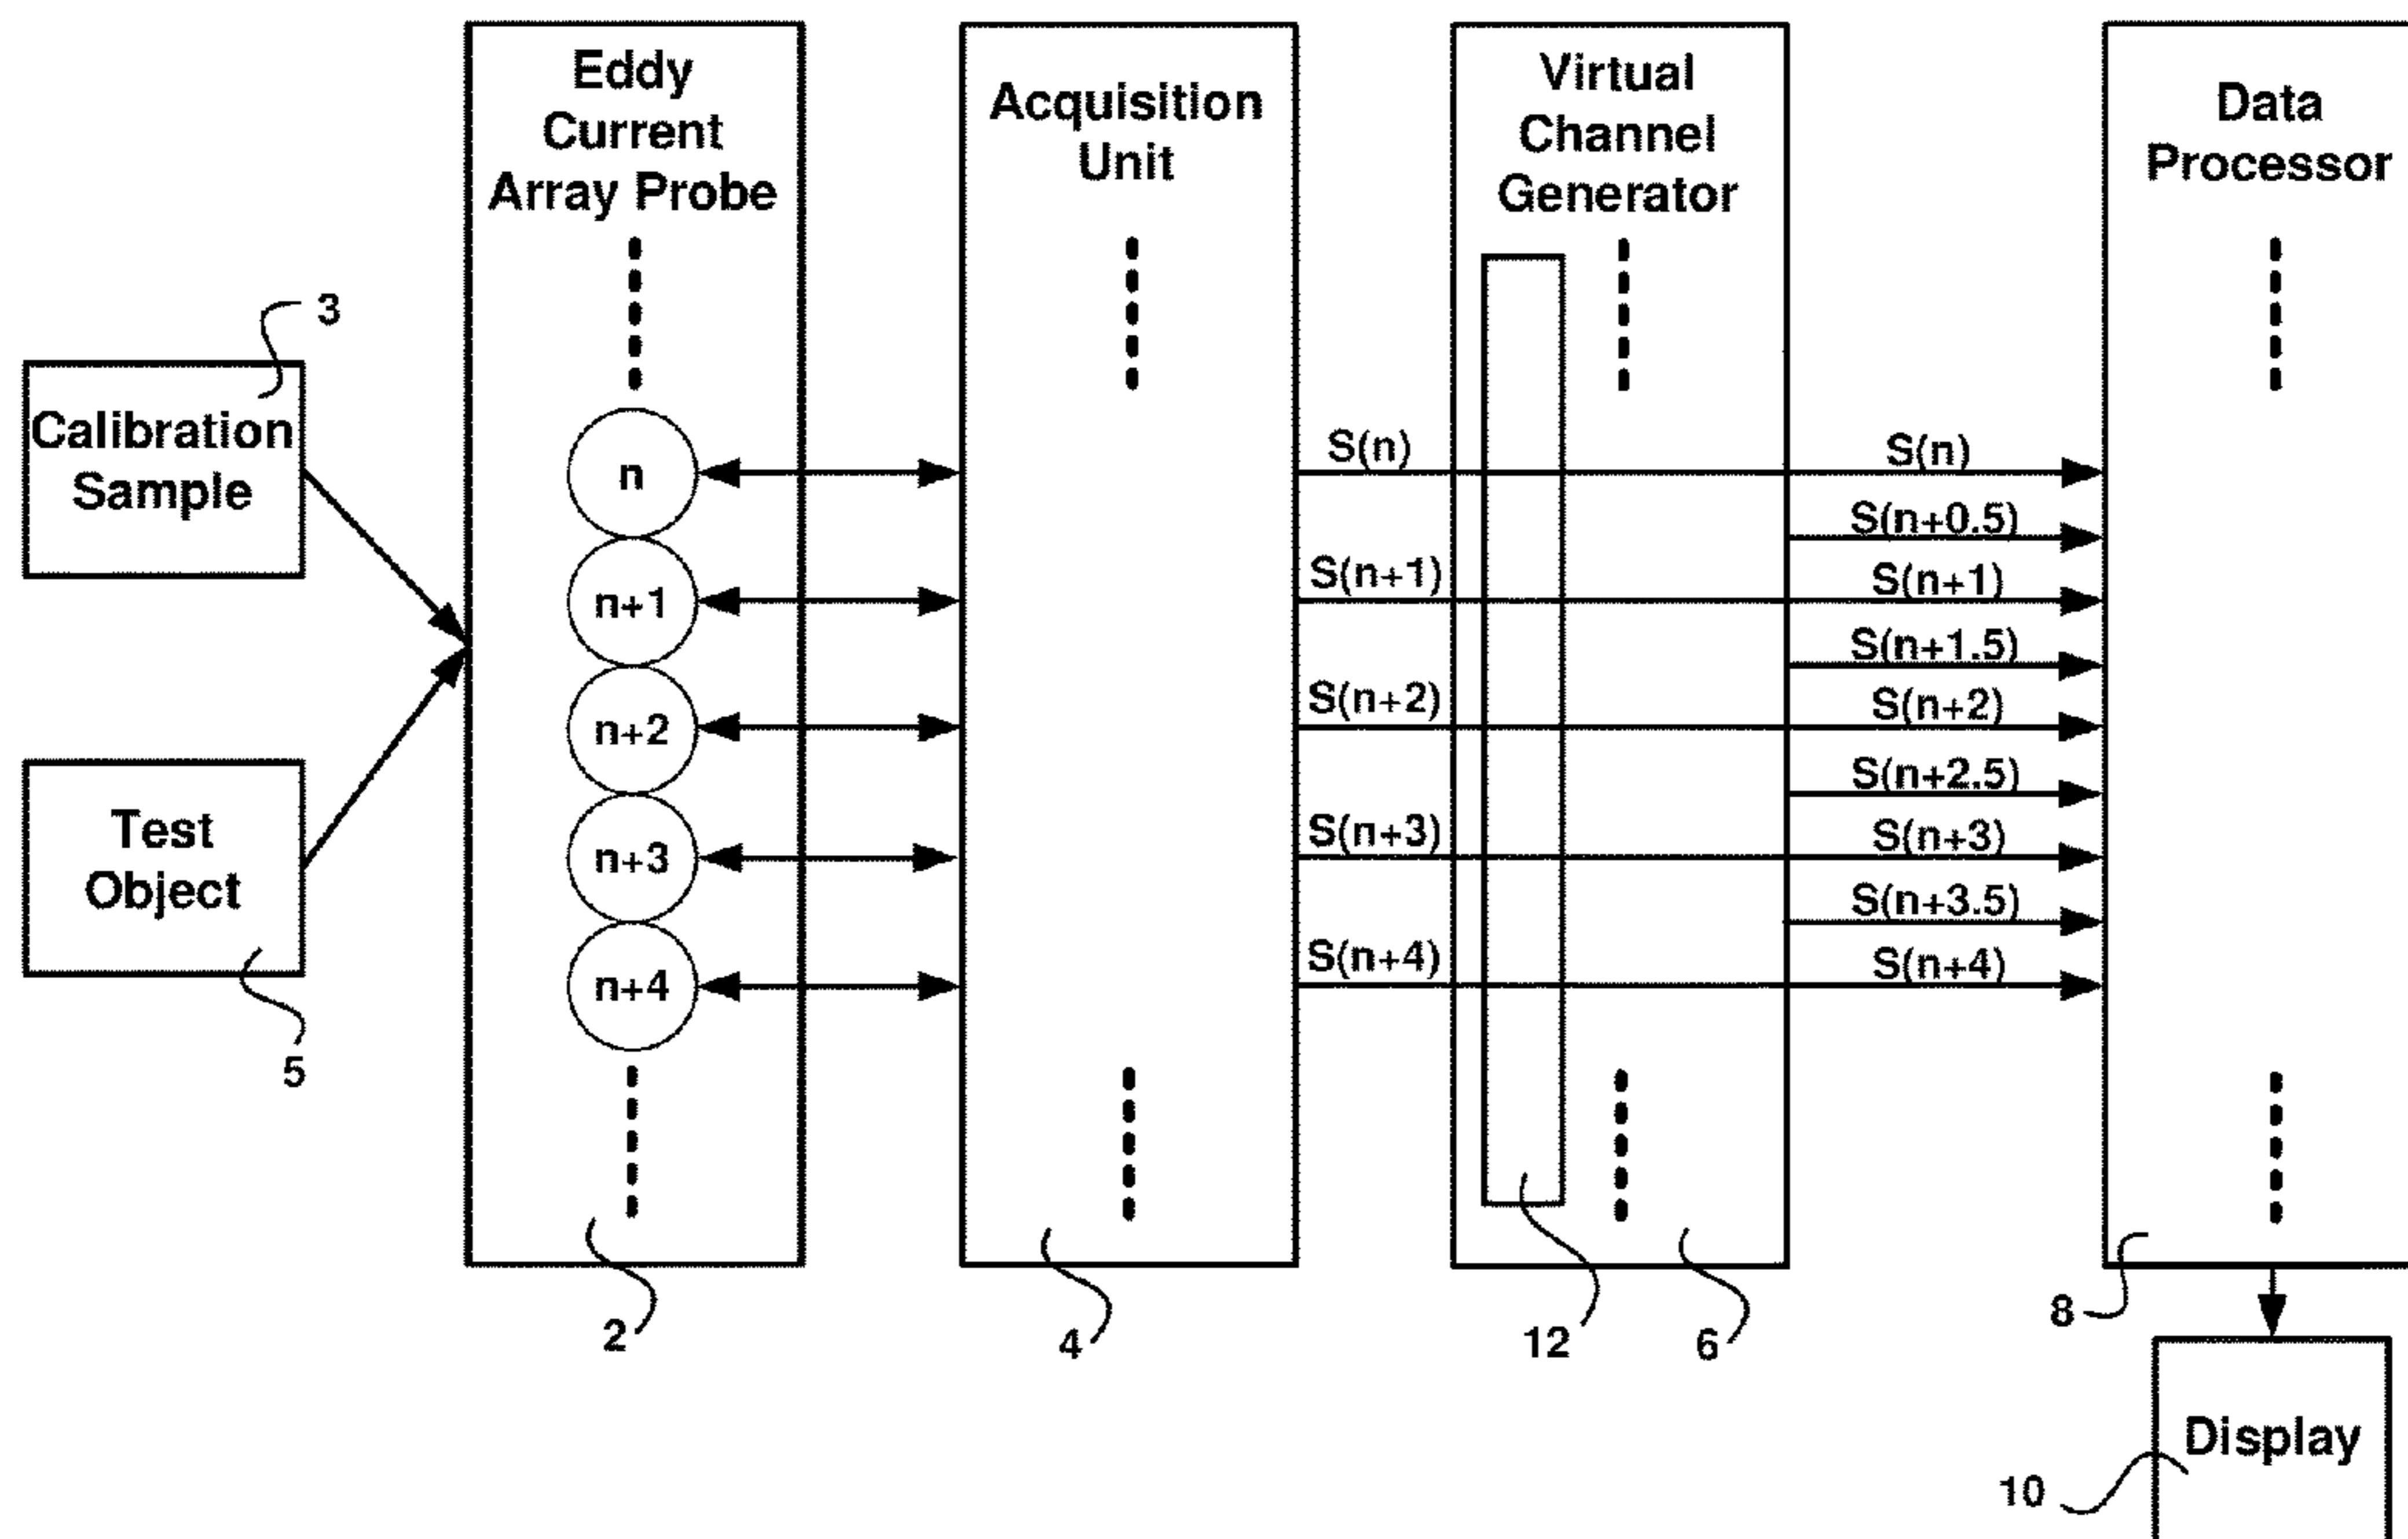 Eddy
Current
Array Probe
Acquisition
Unit
Virtual
Channel
Generator
Data
Processor
3
Calibration
Sample
Test
Object
5
n
n+1
n+2
n+3
n+4
S(n)
S(n+1)
S(n+2)
S(n+3)
S(n+4)
S(n)
S(n+0.5)
S(n+1)
S(n+1.5)
S(n+2)
S(n+2.5)
S(n+3)
S(n+3.5)
S(n+4)
2
4
12
6
8
Display
10